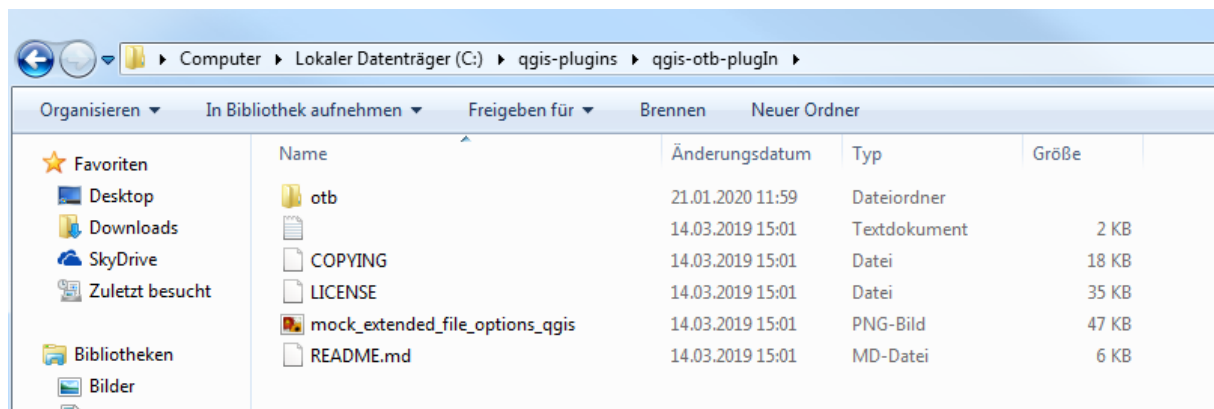 Computer ▸ Lokaler Datenträger (C:) ▸ qgis-plugins ▸ qgis-otb-plugIn ▸
Organisieren In Bibliothek aufnehmen Freigeben für Brennen Neuer Ordner
Favoriten
Desktop
Downloads
SkyDrive
Zuletzt besucht
Bibliotheken
Bilder
Name Änderungsdatum Typ Größe
otb 21.01.2020 11:59 Dateiordner
14.03.2019 15:01 Textdokument 2 KB
COPYING 14.03.2019 15:01 Datei 18 KB
LICENSE 14.03.2019 15:01 Datei 35 KB
mock_extended_file_options_qgis 14.03.2019 15:01 PNG-Bild 47 KB
README.md 14.03.2019 15:01 MD-Datei 6 KB